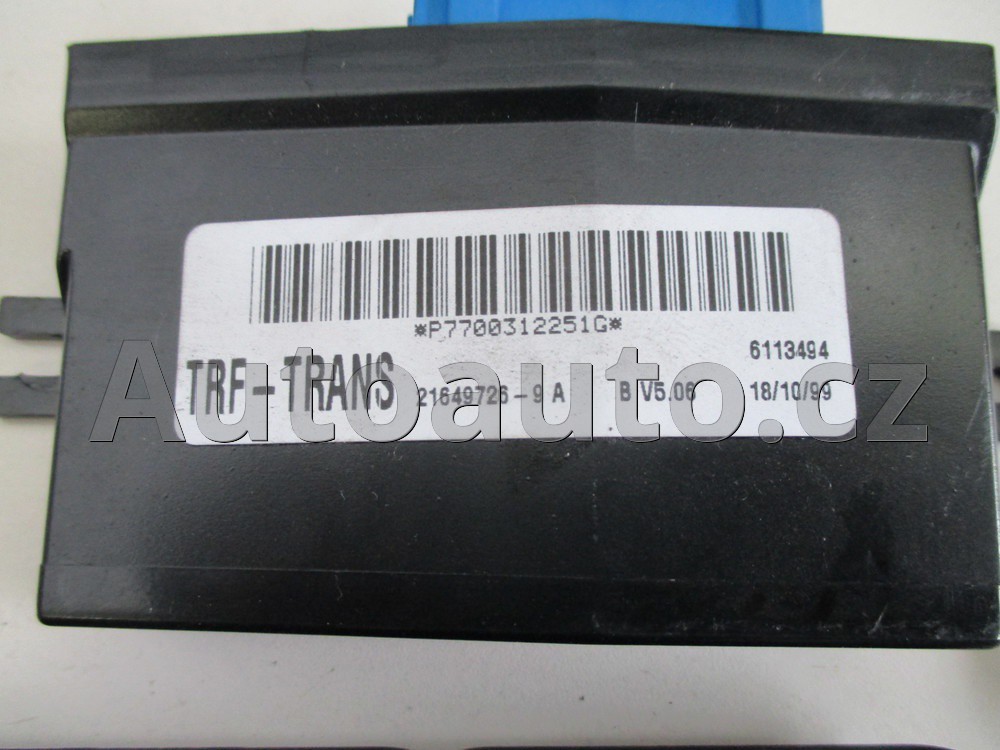 *P7700312251G*
6113494
TRF-TRANS 21649726-9 A B V5.06 18/10/99
Autoauto.cz